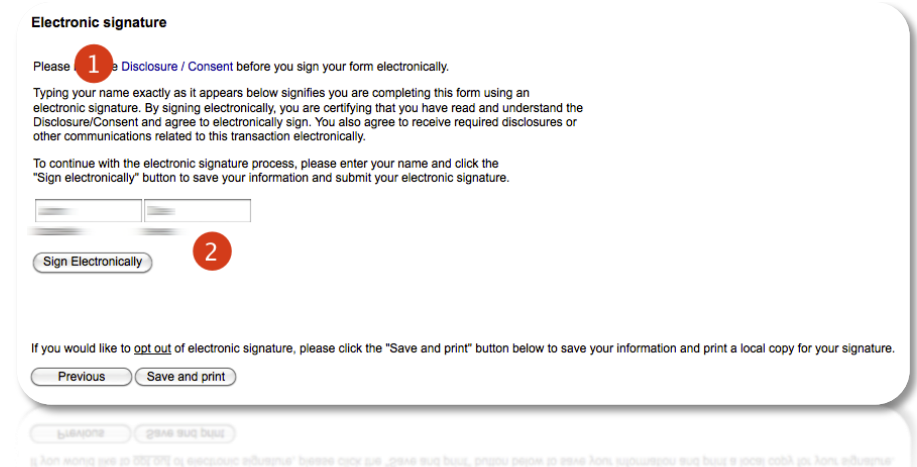 Electronic signature
1
Please Disclosure / Consent before you sign your form electronically.
Typing your name exactly as it appears below signifies you are completing this form using an
electronic signature. By signing electronically, you are certifying that you have read and understand the
Disclosure/Consent and agree to electronically sign. You also agree to receive required disclosures or
other communications related to this transaction electronically.
To continue with the electronic signature process, please enter your name and click the
"Sign electronically" button to save your information and submit your electronic signature.
2
Sign Electronically
If you would like to opt out of electronic signature, please click the "Save and print" button below to save your information and print a local copy for your signature.
Previous Save and print